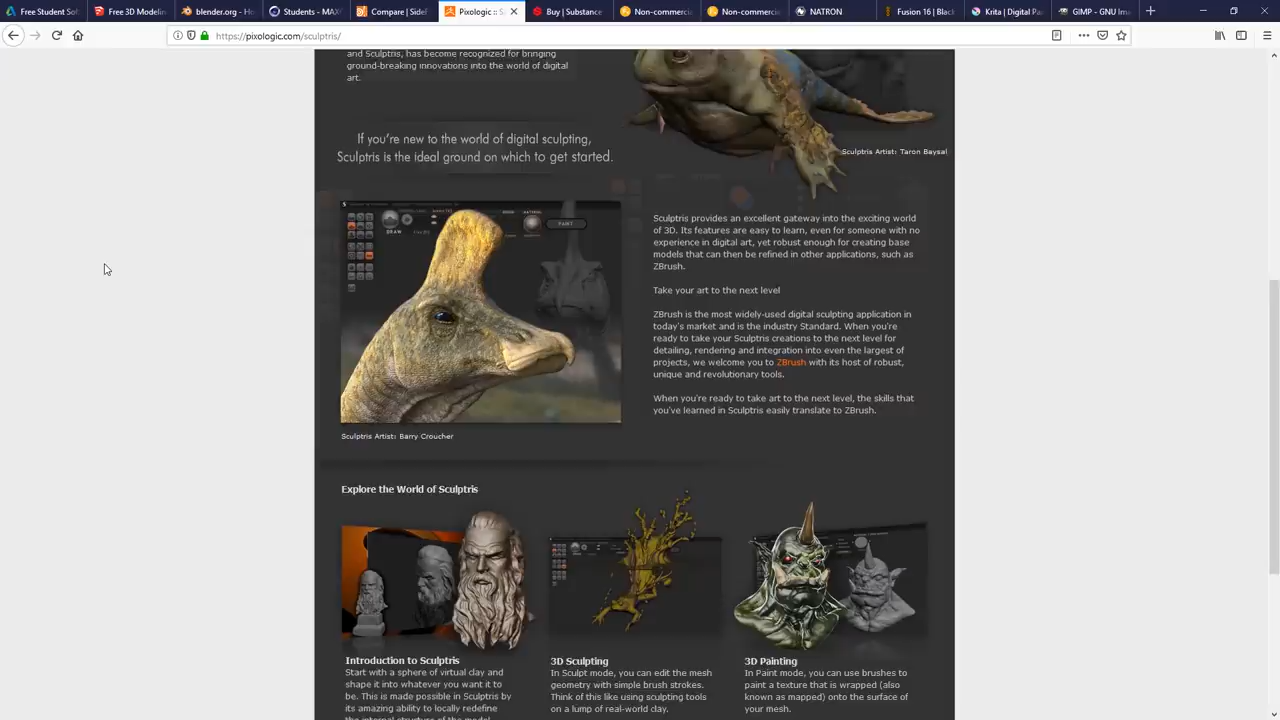 Free Student Sof
Free 3D Modelin
blender.org - Ho
Students - MAX
Compare | SideF
Pixologic :: S
Buy | Substance
Non-commerci
Non-commercia
NATRON
Fusion 16 | Black
Krita | Digital Pai
GIMP - GNU Ima
https://pixologic.com/sculptris/
and Sculptris, has become recognized for bringing
ground-breaking innovations into the world of digital
art.
If you're new to the world of digital sculpting,
Sculptris is the ideal ground on which to get started.
Sculptris Artist: Taron Baysal
DRAW
MATERIAL
PAINT
Sculptris provides an excellent gateway into the exciting world
of 3D. Its features are easy to learn, even for someone with no
experience in digital art, yet robust enough for creating base
models that can then be refined in other applications, such as
ZBrush.
Take your art to the next level
ZBrush is the most widely-used digital sculpting application in
today's market and is the industry Standard. When you're
ready to take your Sculptris creations to the next level for
detailing, rendering and integration into even the largest of
projects, we welcome you to ZBrush with its host of robust,
unique and revolutionary tools.
When you're ready to take art to the next level, the skills that
you've learned in Sculptris easily translate to ZBrush.
Sculptris Artist: Barry Croucher
Explore the World of Sculptris
Introduction to Sculptris
Start with a sphere of virtual clay and
shape it into whatever you want it to
be. This is made possible in Sculptris by
its amazing ability to locally redefine
the internal structure of the model
3D Sculpting
In Sculpt mode, you can edit the mesh
geometry with simple brush strokes.
Think of this like using sculpting tools
on a lump of real-world clay.
3D Painting
In Paint mode, you can use brushes to
paint a texture that is wrapped (also
known as mapped) onto the surface of
your mesh.